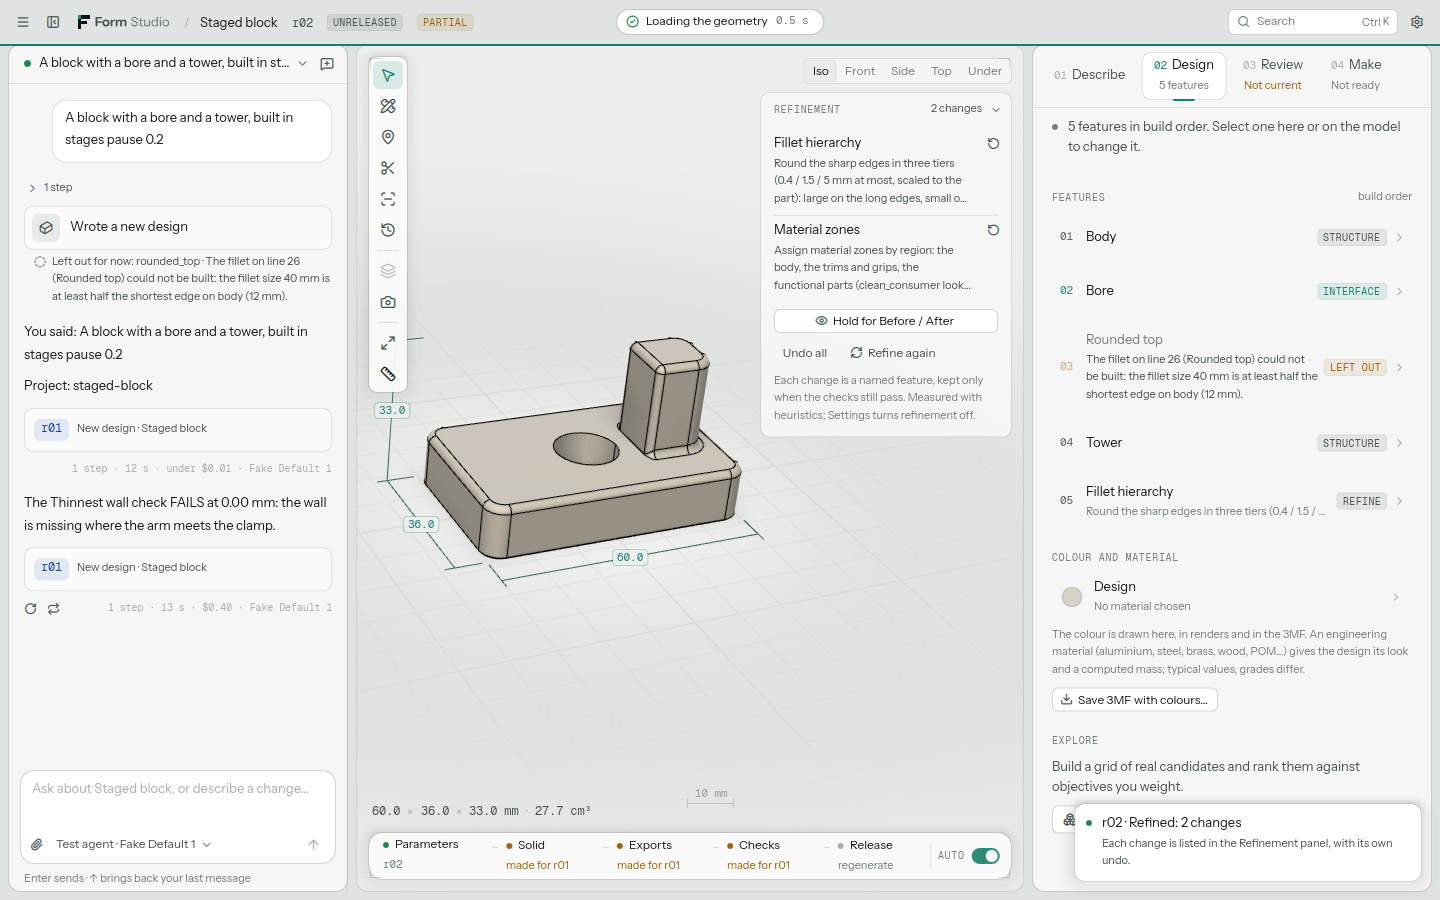 Form Studio / Staged block r02 UNRELEASED PARTIAL
Loading the geometry 0.5 s
Search Ctrl K
A block with a bore and a tower, built in st...
A block with a bore and a tower, built in
stages pause 0.2
1 step
Wrote a new design
Left out for now: rounded_top · The fillet on line 26
(Rounded top) could not be built: the fillet size 40 mm is
at least half the shortest edge on body (12 mm).
You said: A block with a bore and a tower, built in
stages pause 0.2
Project: staged-block
r01 New design · Staged block
1 step · 12 s · under $0.01 · Fake Default 1
The Thinnest wall check FAILS at 0.00 mm: the wall
is missing where the arm meets the clamp.
r01 New design · Staged block
1 step · 13 s · $0.40 · Fake Default 1
Ask about Staged block, or describe a change...
Test agent · Fake Default 1
Enter sends · ↑ brings back your last message
Iso Front Side Top Under
REFINEMENT 2 changes
Fillet hierarchy
Round the sharp edges in three tiers
(0.4 / 1.5 / 5 mm at most, scaled to the
part): large on the long edges, small o...
Material zones
Assign material zones by region: the
body, the trims and grips, the
functional parts (clean_consumer look...
Hold for Before / After
Undo all Refine again
Each change is a named feature, kept only
when the checks still pass. Measured with
heuristics; Settings turns refinement off.
33.0
36.0
60.0
10 mm
60.0 × 36.0 × 33.0 mm · 27.7 cm³
Parameters Solid Exports Checks Release
r02 made for r01 made for r01 made for r01 regenerate
AUTO
01 Describe
02 Design
5 features
03 Review
Not current
04 Make
Not ready
5 features in build order. Select one here or on the model
to change it.
FEATURES build order
01 Body STRUCTURE
02 Bore INTERFACE
Rounded top
03 The fillet on line 26 (Rounded top) could not
be built: the fillet size 40 mm is at least half the
shortest edge on body (12 mm).
LEFT OUT
04 Tower STRUCTURE
05 Fillet hierarchy REFINE
Round the sharp edges in three tiers (0.4 / 1.5 / ...
COLOUR AND MATERIAL
Design
No material chosen
The colour is drawn here, in renders and in the 3MF. An engineering
material (aluminium, steel, brass, wood, POM...) gives the design its look
and a computed mass; typical values, grades differ.
Save 3MF with colours...
EXPLORE
Build a grid of real candidates and rank them against
objectives you weight.
r02 · Refined: 2 changes
Each change is listed in the Refinement panel, with its own
undo.